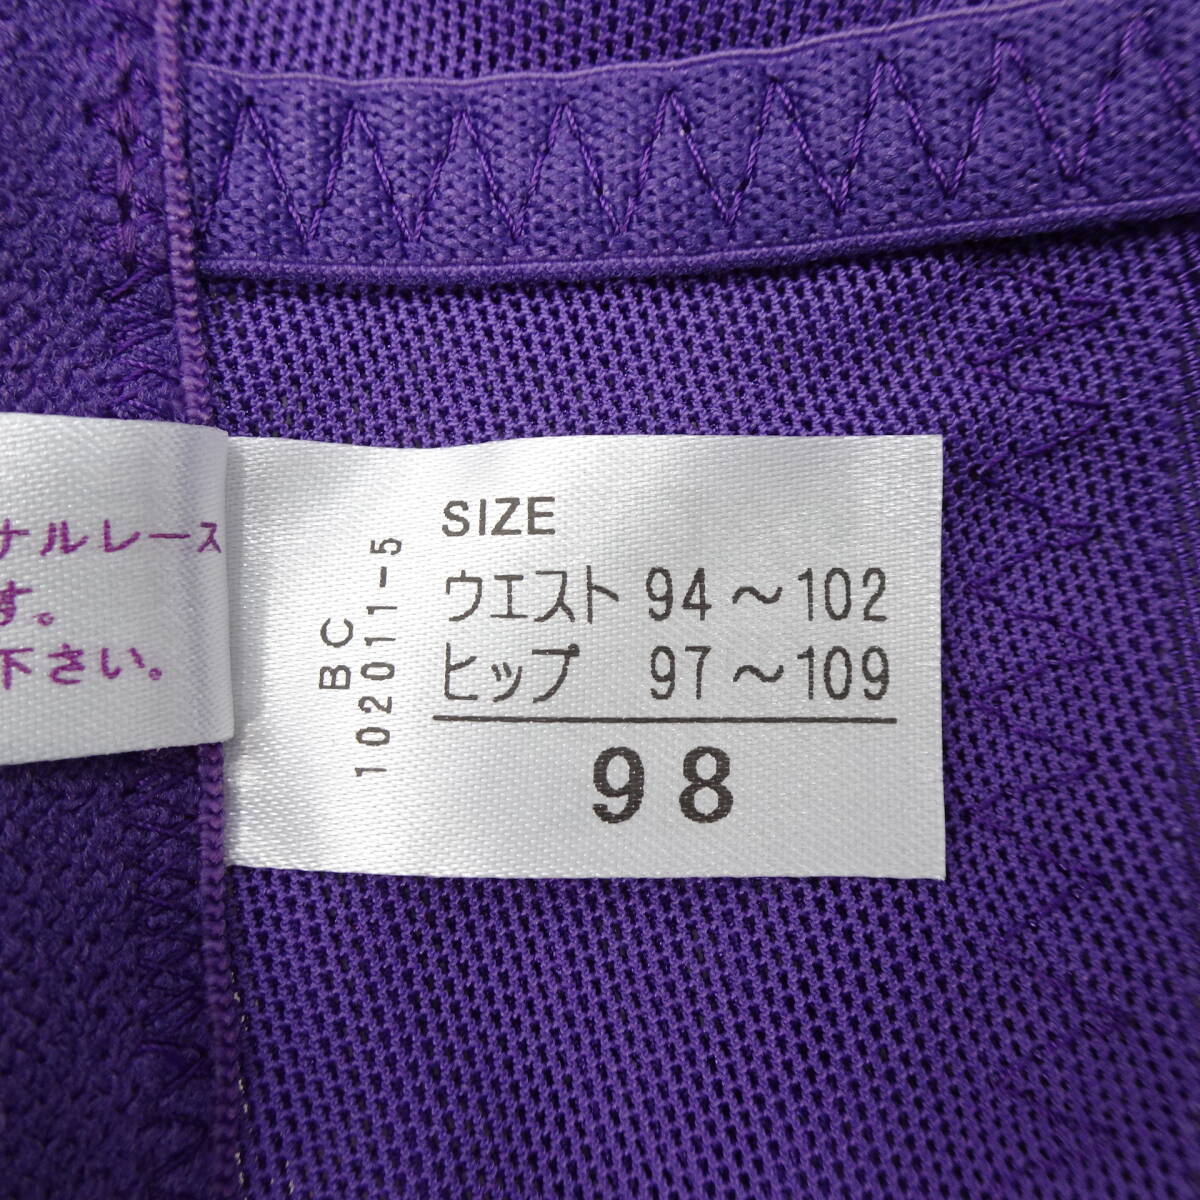 ナルレース
す。
下さい。
BC
102011-5
SIZE
ウエスト 94～102
ヒップ 97～109
98